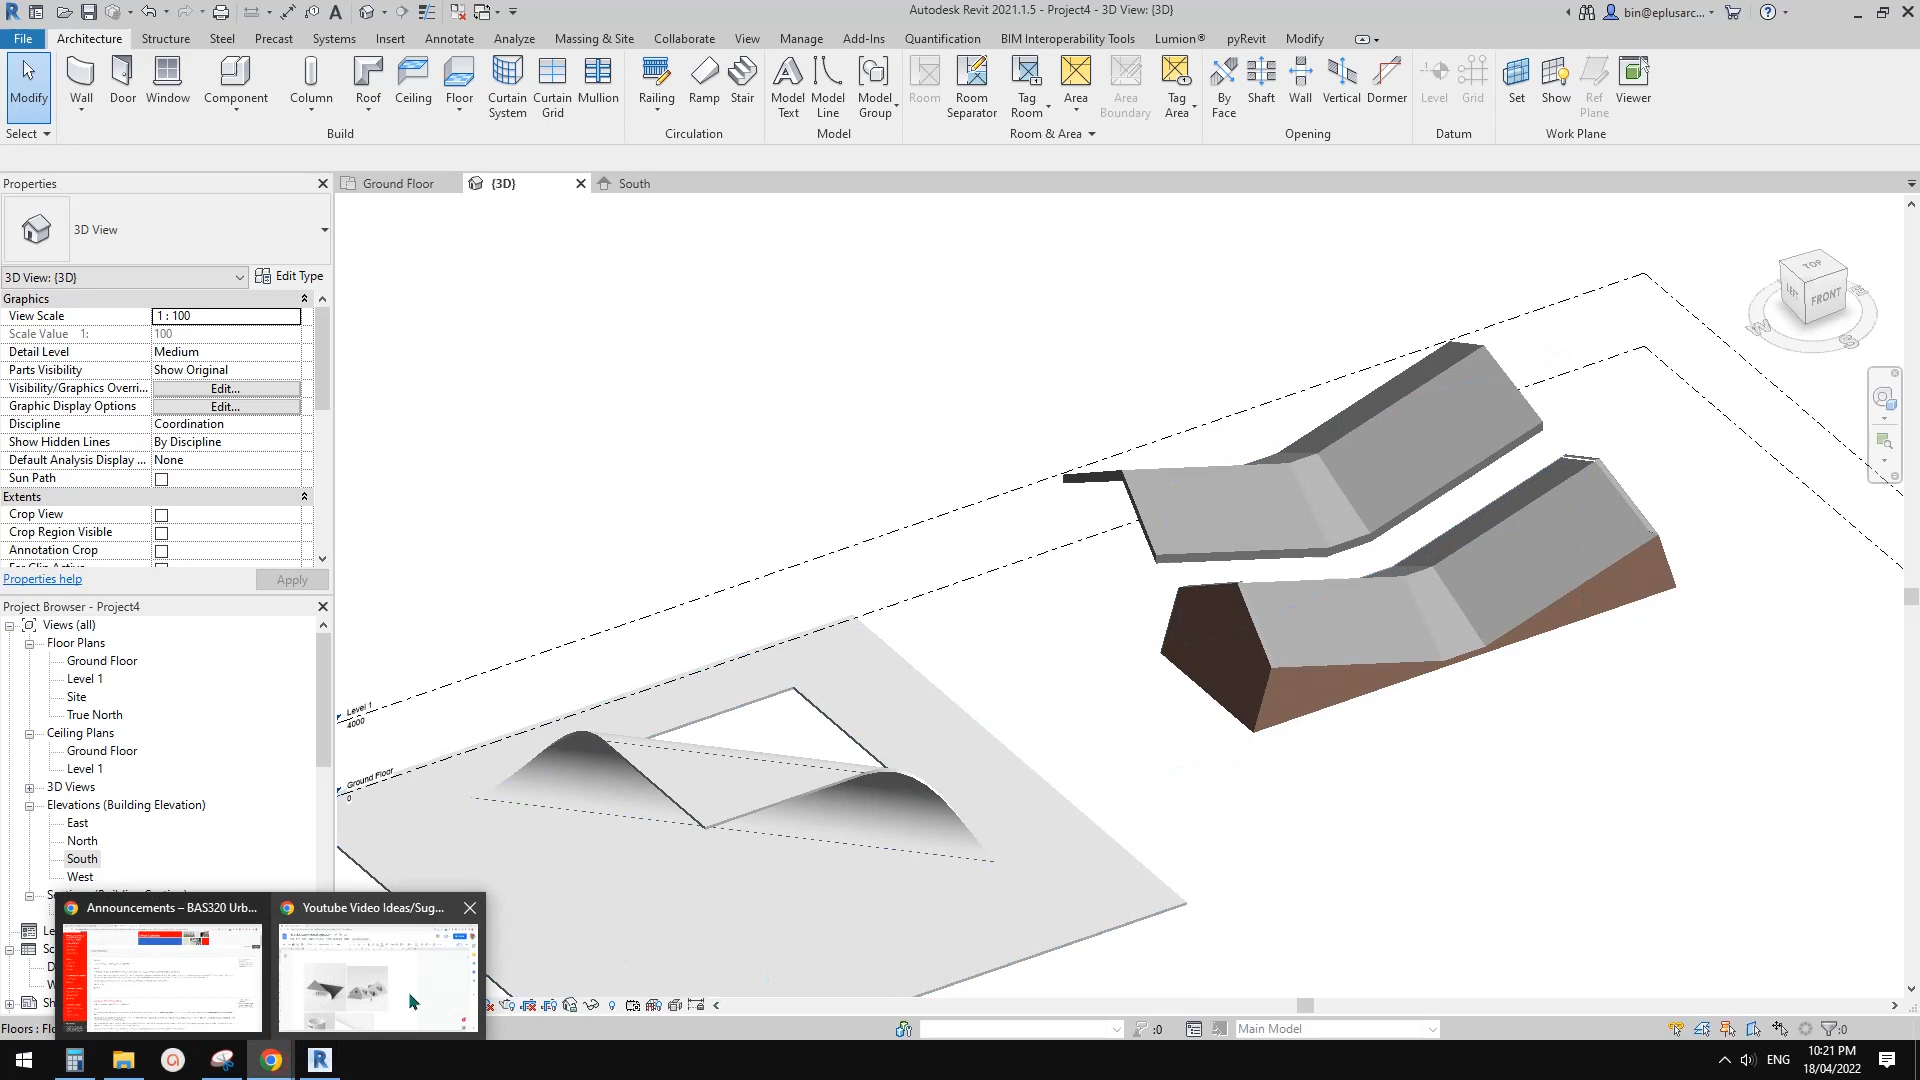 Autodesk Revit 2021.1.5 - Project4 - 3D View: {3D}
bin@eplusarc...
File Architecture Structure Steel Precast Systems Insert Annotate Analyze Massing & Site Collaborate View Manage Add-Ins Quantification BIM Interoperability Tools Lumion® pyRevit Modify
Modify Wall Door Window Component Column Roof Ceiling Floor Curtain System Curtain Grid Mullion Railing Ramp Stair Model Text Model Line Model Group Room Room Separator Tag Room Area Area Boundary Tag Area By Face Shaft Wall Vertical Dormer Level Grid Set Show Ref Plane Viewer
Select Build Circulation Model Room & Area Opening Datum Work Plane
Properties
Ground Floor {3D} South
3D View
3D View: {3D} Edit Type
Graphics
View Scale 1 : 100
Scale Value 1: 100
Detail Level Medium
Parts Visibility Show Original
Visibility/Graphics Overri... Edit...
Graphic Display Options Edit...
Discipline Coordination
Show Hidden Lines By Discipline
Default Analysis Display ... None
Sun Path
Extents
Crop View
Crop Region Visible
Annotation Crop
Properties help Apply
Project Browser - Project4
Views (all)
Floor Plans
Ground Floor
Level 1
Site
True North
Ceiling Plans
Ground Floor
Level 1
3D Views
Elevations (Building Elevation)
East
North
South
West
Announcements – BAS320 Urb...
Youtube Video Ideas/Sug...
Level 1
4000
Ground Floor
0
TOP
LEFT
FRONT
W
S
Floors : Flo
:0
Main Model
:0
ENG
10:21 PM
18/04/2022